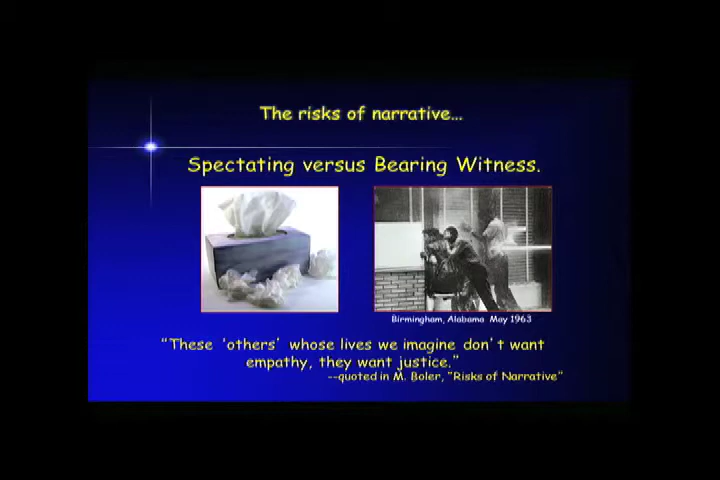 The risks of narrative...
Spectating versus Bearing Witness.
Birmingham, Alabama May 1963
"These 'others' whose lives we imagine don't want
empathy, they want justice."
--quoted in M. Boler, "Risks of Narrative"